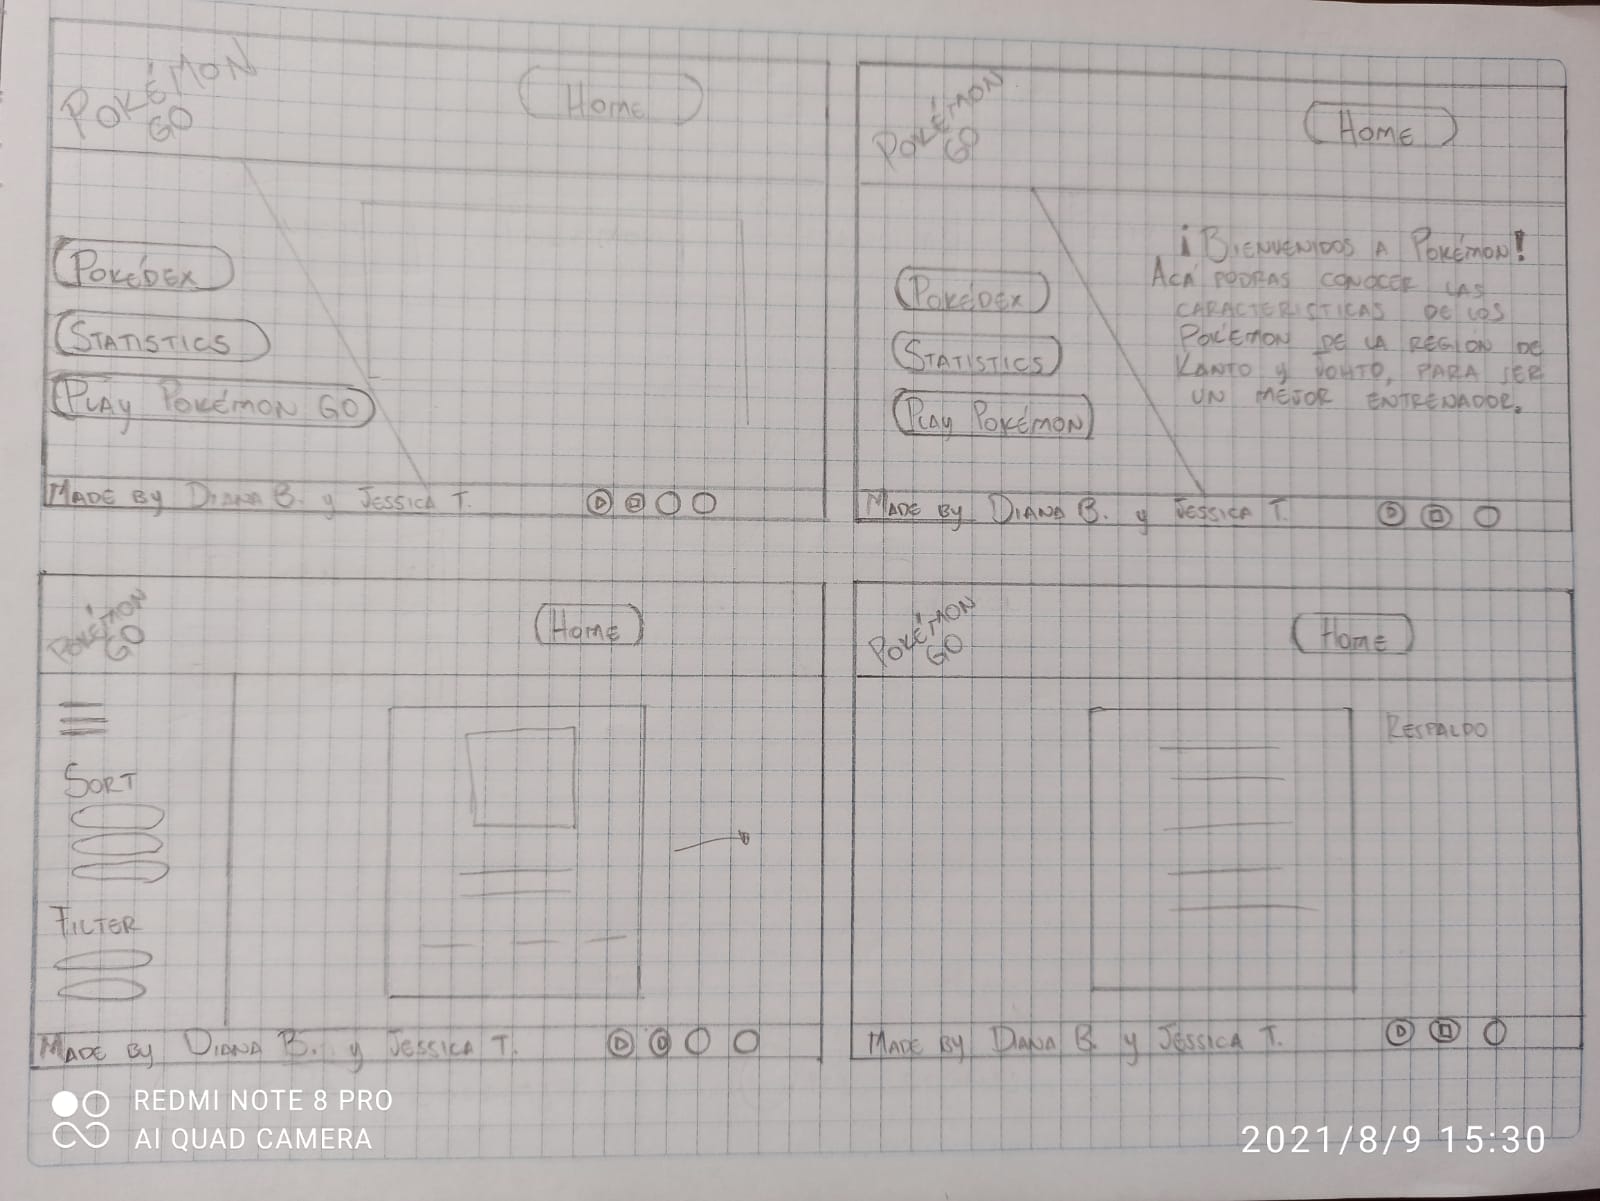 POKÉMON
GO
HOME
POKÉDEX
STATISTICS
PLAY POKÉMON GO
MADE BY DIANA B. y JESSICA T.
POKÉMON
GO
HOME
¡BIENVENIDOS A POKÉMON!
ACÁ PODRAS CONOCER LAS
CARACTERISTICAS DE LOS
POKÉMON DE LA REGIÓN DE
KANTO y JOHTO, PARA SER
UN MEJOR ENTRENADOR.
POKÉDEX
STATISTICS
PLAY POKÉMON
MADE BY DIANA B. y JESSICA T.
POKÉMON
GO
HOME
SORT
FILTER
MADE BY DIANA B. y JESSICA T.
POKÉMON
GO
HOME
RESPALDO
MADE BY DIANA B. y JESSICA T.
REDMI NOTE 8 PRO
AI QUAD CAMERA
2021/8/9 15:30